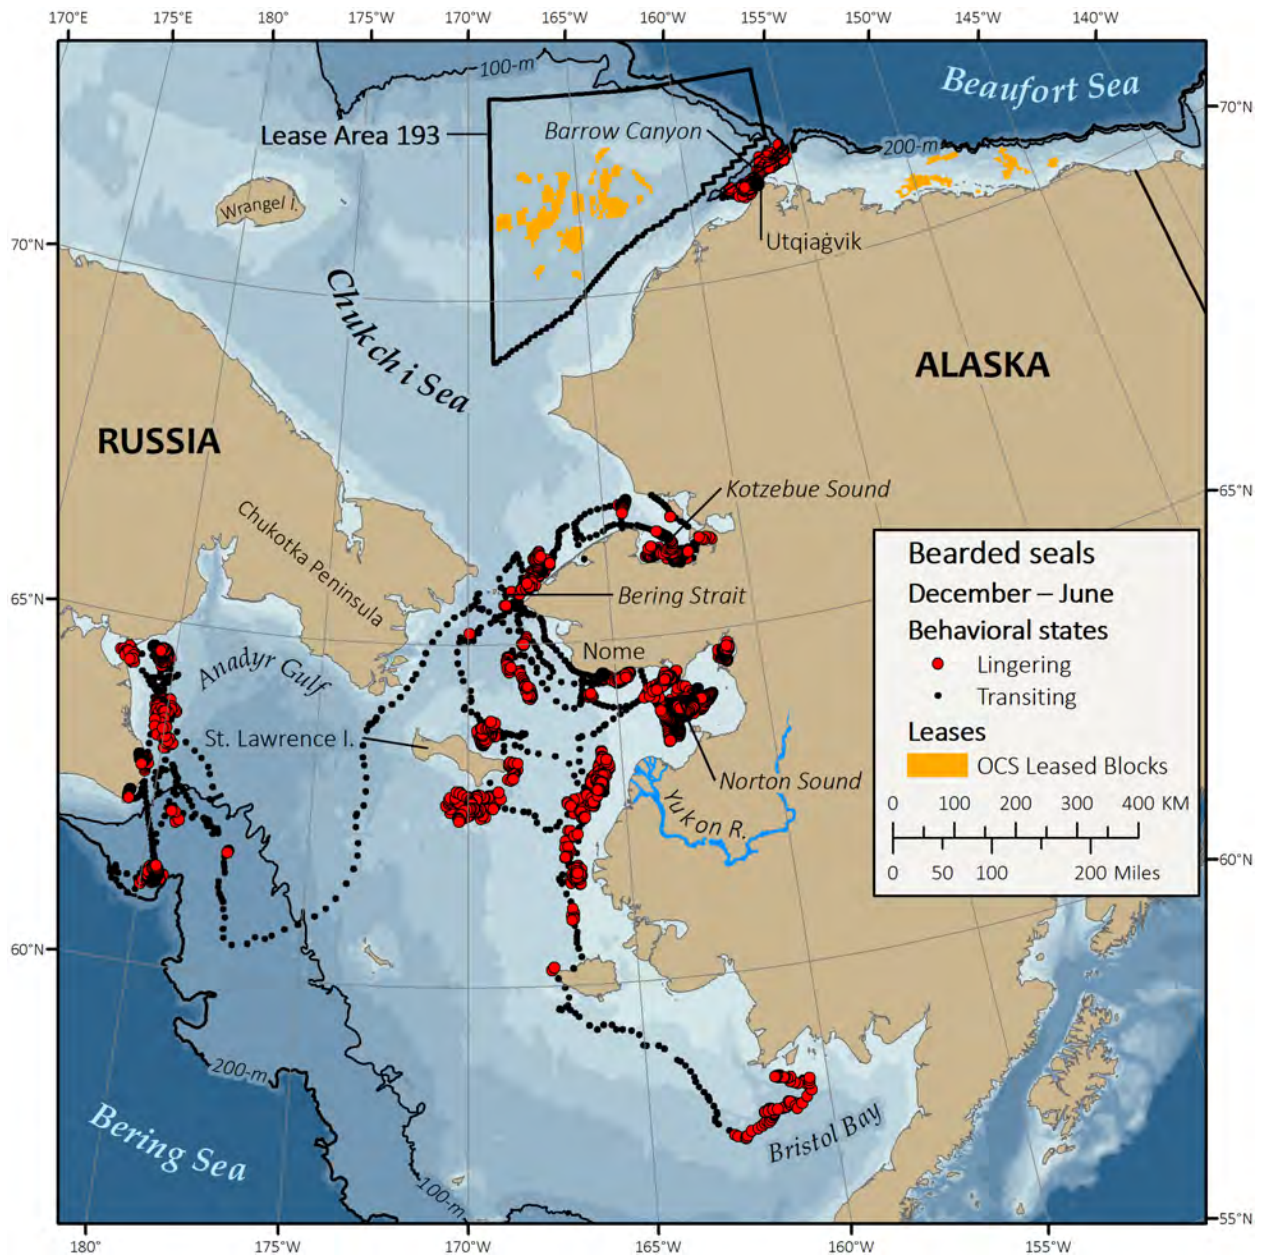 170°E 175°E 180° 175°W 170°W 165°W 160°W 155°W 150°W 145°W 140°W
100-m
Beaufort Sea
70°N
Lease Area 193
Barrow Canyon
200-m
Wrangel I.
Utqiaġvik
70°N
Chukchi Sea
ALASKA
RUSSIA
Kotzebue Sound
65°N
Chukotka Peninsula
Bering Strait
65°N
Nome
Anadyr Gulf
St. Lawrence I.
Norton Sound
Yukon R.
Bearded seals
December – June
Behavioral states
Lingering
Transiting
Leases
OCS Leased Blocks
0 100 200 300 400 KM
0 50 100 200 Miles
60°N
60°N
200-m
Bering Sea
Bristol Bay
100-m
55°N
180° 175°W 170°W 165°W 160°W 155°W